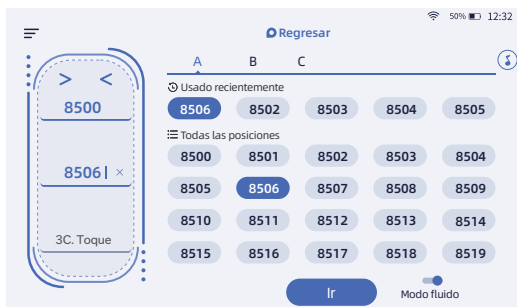 50% 12:32
Regresar
> <
8500
8506 ×
3C. Toque
A B C
Usado recientemente
8506 8502 8503 8504 8505
Todas las posiciones
8500 8501 8502 8503 8504
8505 8506 8507 8508 8509
8510 8511 8512 8513 8514
8515 8516 8517 8518 8519
Ir
Modo fluido